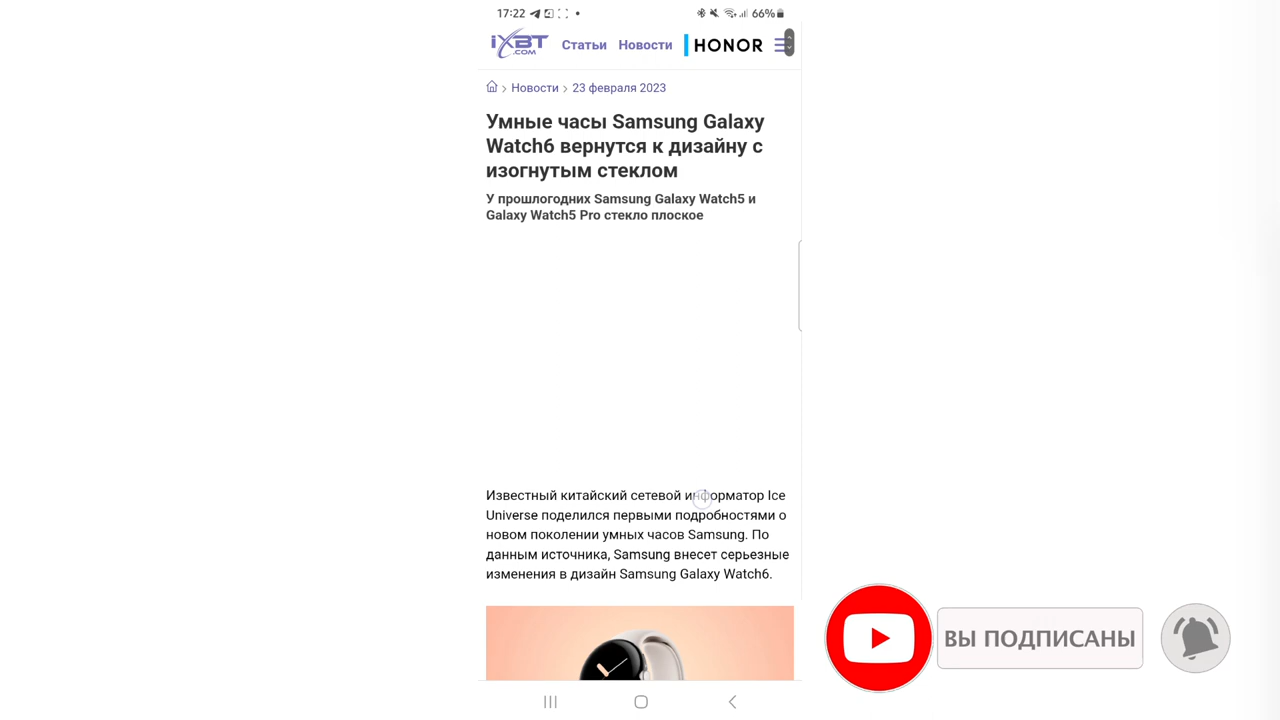 17:22 66%
iXBT.COM Статьи Новости HONOR
Новости 23 февраля 2023
Умные часы Samsung Galaxy
Watch6 вернутся к дизайну с
изогнутым стеклом
У прошлогодних Samsung Galaxy Watch5 и
Galaxy Watch5 Pro стекло плоское
Известный китайский сетевой информатор Ice
Universe поделился первыми подробностями о
новом поколении умных часов Samsung. По
данным источника, Samsung внесет серьезные
изменения в дизайн Samsung Galaxy Watch6.
ВЫ ПОДПИСАНЫ